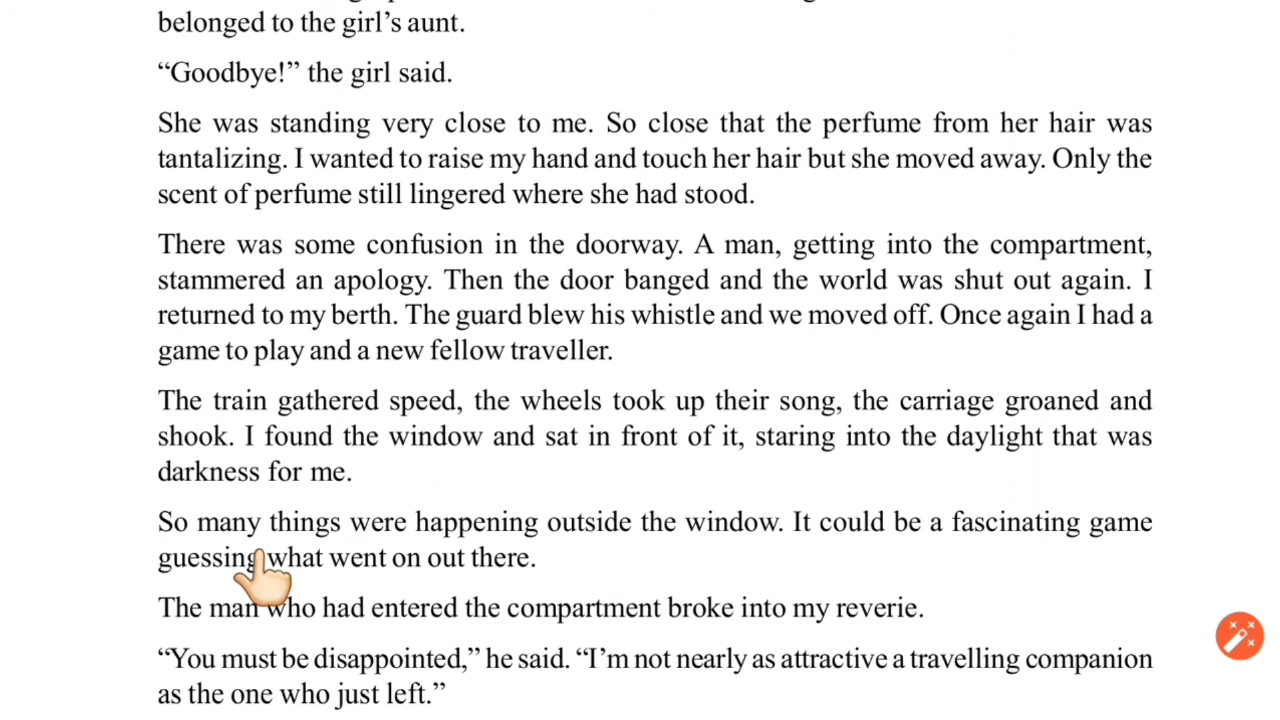 belonged to the girl’s aunt.
“Goodbye!” the girl said.
She was standing very close to me. So close that the perfume from her hair was
tantalizing. I wanted to raise my hand and touch her hair but she moved away. Only the
scent of perfume still lingered where she had stood.
There was some confusion in the doorway. A man, getting into the compartment,
stammered an apology. Then the door banged and the world was shut out again. I
returned to my berth. The guard blew his whistle and we moved off. Once again I had a
game to play and a new fellow traveller.
The train gathered speed, the wheels took up their song, the carriage groaned and
shook. I found the window and sat in front of it, staring into the daylight that was
darkness for me.
So many things were happening outside the window. It could be a fascinating game
guessing what went on out there.
The man who had entered the compartment broke into my reverie.
“You must be disappointed,” he said. “I’m not nearly as attractive a travelling companion
as the one who just left.”